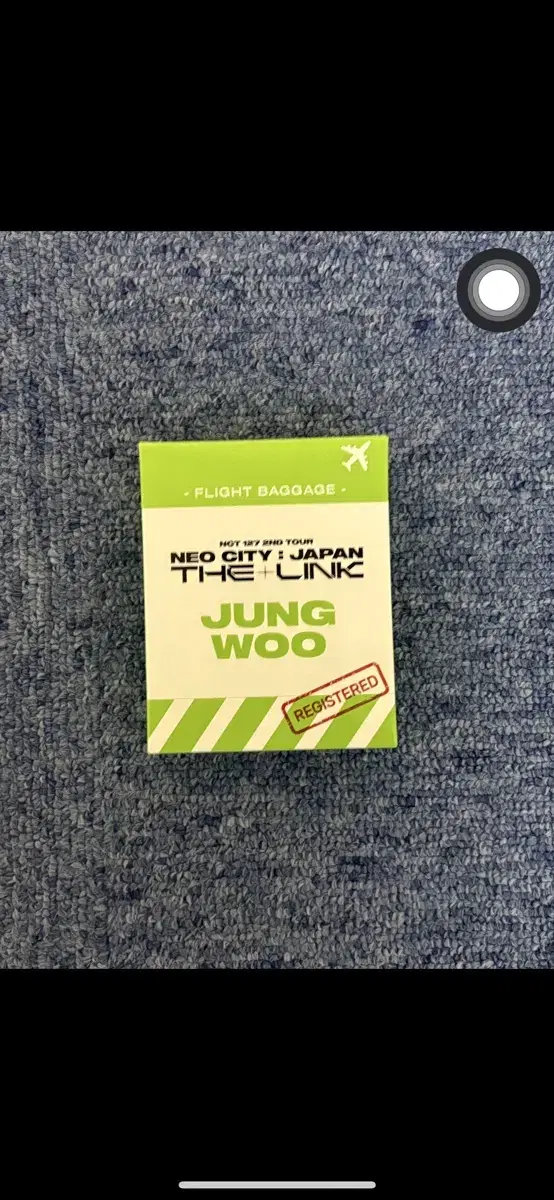 - FLIGHT BAGGAGE -
NCT 127 2ND TOUR
NEO CITY : JAPAN
THE+LINK
JUNG
WOO
REGISTERED